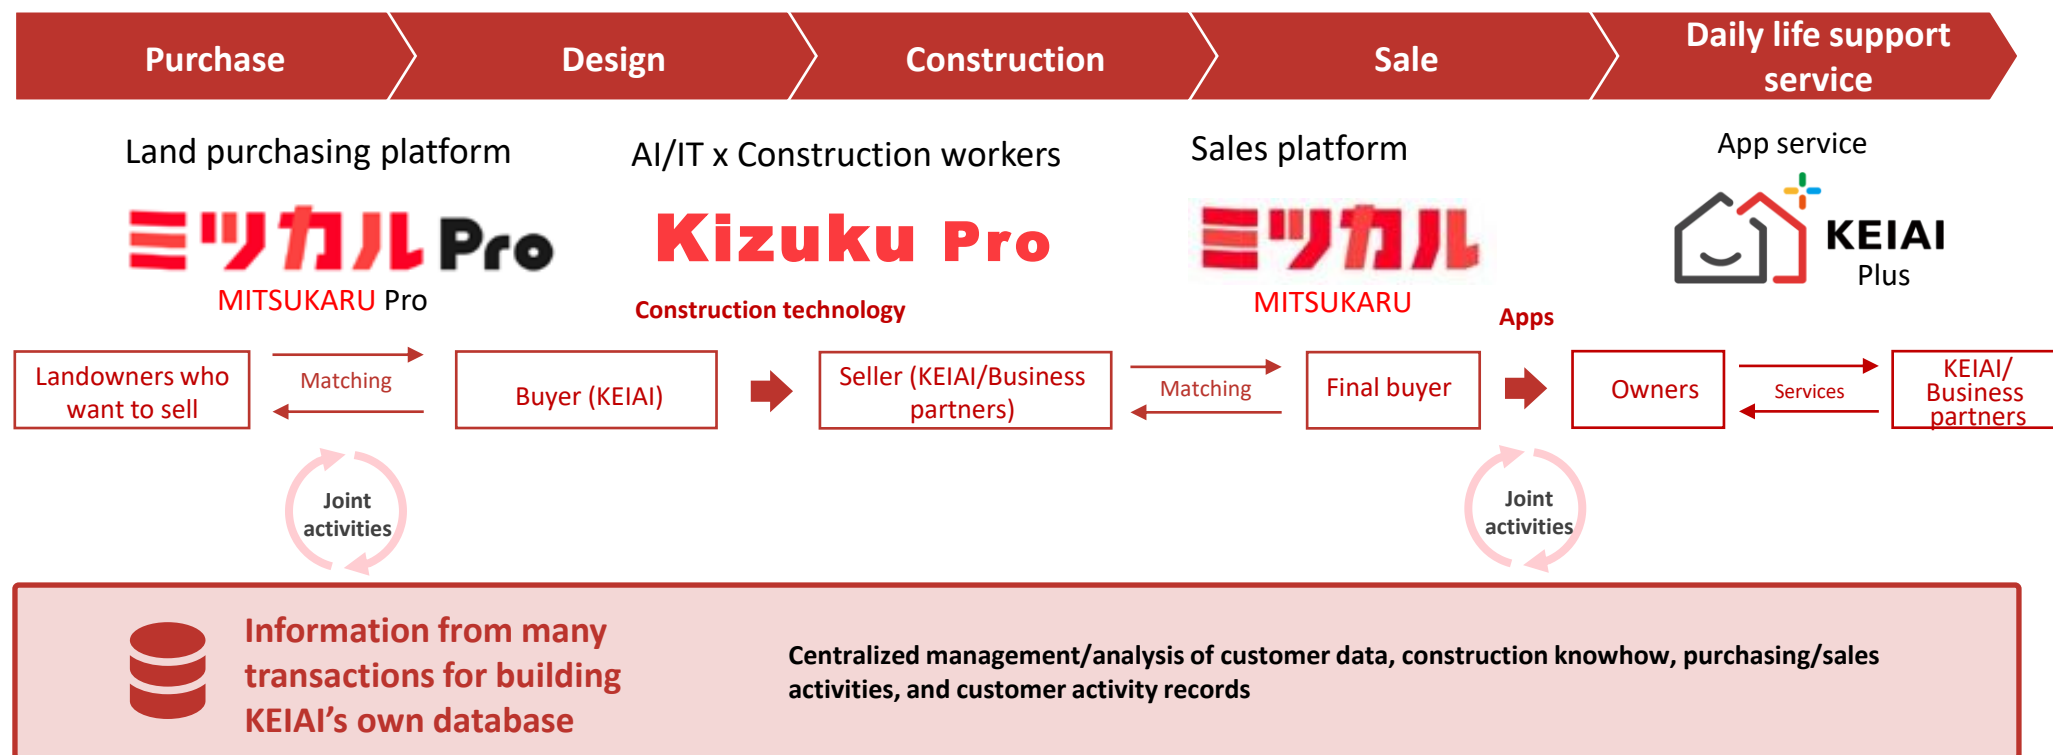 Purchase
Design
Construction
Sale
Daily life support
service
Land purchasing platform
AI/IT x Construction workers
Sales platform
App service
ミツカル Pro
MITSUKARU Pro
Kizuku Pro
Construction technology
ミツカル
MITSUKARU
KEIAI
Plus
Apps
Landowners who
want to sell
Matching
Buyer (KEIAI)
Seller (KEIAI/Business
partners)
Matching
Final buyer
Owners
Services
KEIAI/
Business
partners
Joint
activities
Joint
activities
Information from many
transactions for building
KEIAI's own database
Centralized management/analysis of customer data, construction knowhow, purchasing/sales
activities, and customer activity records